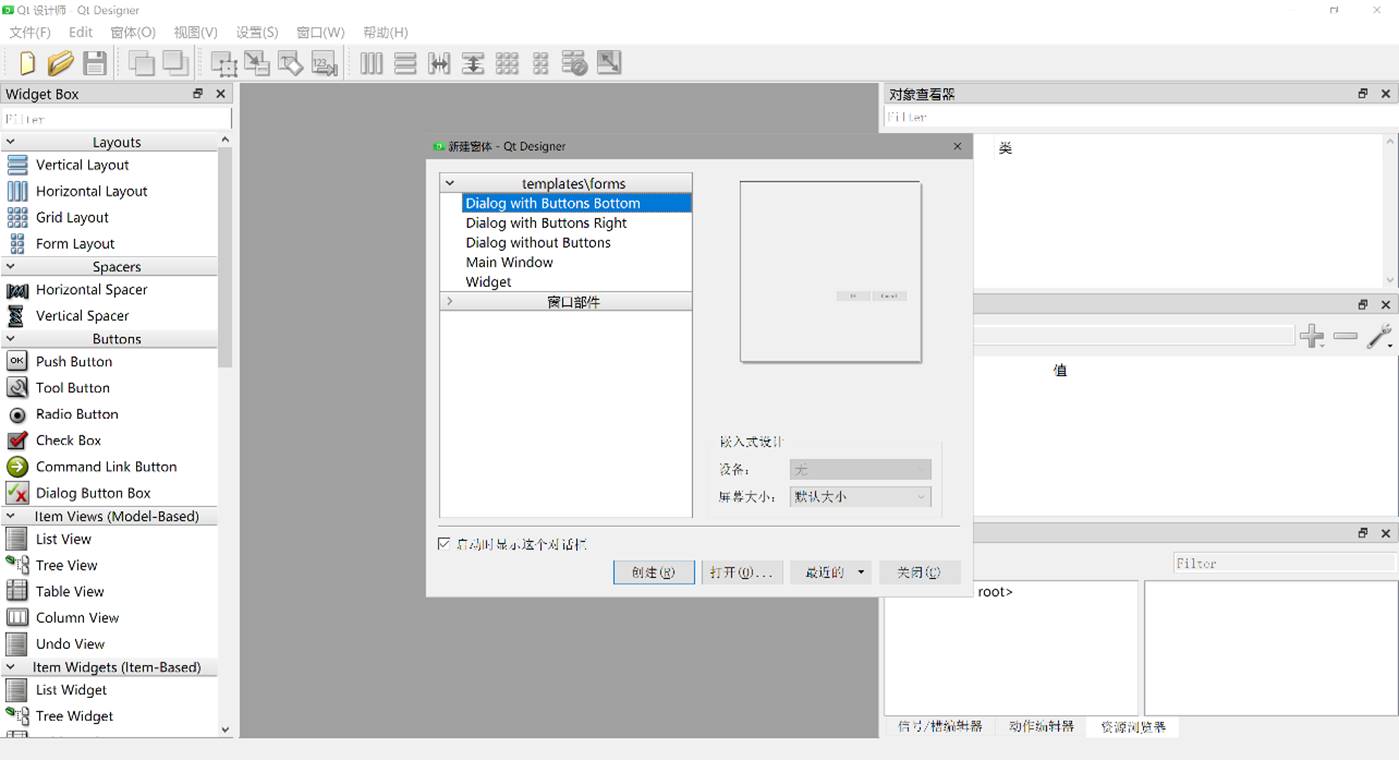 Qt 设计师 - Qt Designer
文件(F) Edit 窗体(O) 视图(V) 设置(S) 窗口(W) 帮助(H)
Widget Box
Filter
Layouts
Vertical Layout
Horizontal Layout
Grid Layout
Form Layout
Spacers
Horizontal Spacer
Vertical Spacer
Buttons
OK Push Button
Tool Button
Radio Button
Check Box
Command Link Button
Dialog Button Box
Item Views (Model-Based)
List View
Tree View
Table View
Column View
Undo View
Item Widgets (Item-Based)
List Widget
Tree Widget
新建窗体 - Qt Designer
templates\forms
Dialog with Buttons Bottom
Dialog with Buttons Right
Dialog without Buttons
Main Window
Widget
窗口部件
嵌入式设计
设备: 无
屏幕大小: 默认大小
启动时显示这个对话框
创建(R) 打开(O)... 最近的 关闭(C)
对象查看器
Filter
类
值
Filter
root>
信号/槽编辑器 动作编辑器 资源浏览器